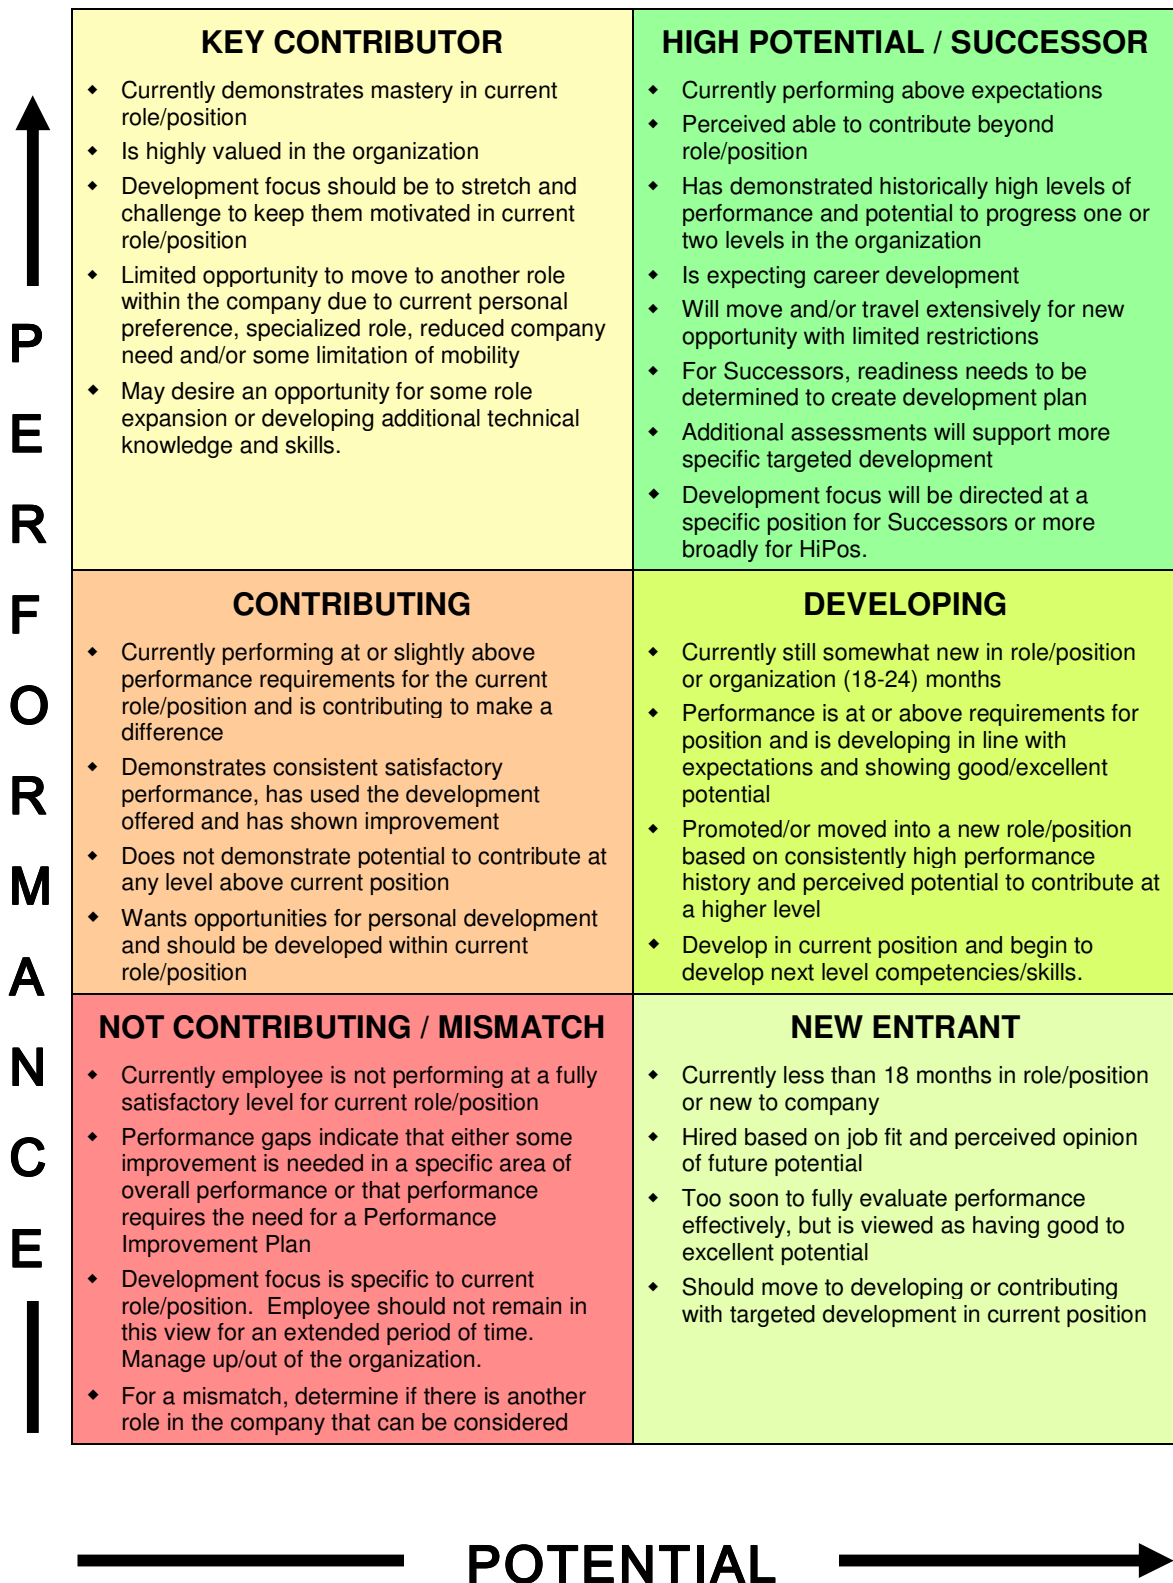 PERFORMANCE
KEY CONTRIBUTOR
◆ Currently demonstrates mastery in current
role/position
◆ Is highly valued in the organization
◆ Development focus should be to stretch and
challenge to keep them motivated in current
role/position
◆ Limited opportunity to move to another role
within the company due to current personal
preference, specialized role, reduced company
need and/or some limitation of mobility
◆ May desire an opportunity for some role
expansion or developing additional technical
knowledge and skills.
HIGH POTENTIAL / SUCCESSOR
◆ Currently performing above expectations
◆ Perceived able to contribute beyond
role/position
◆ Has demonstrated historically high levels of
performance and potential to progress one or
two levels in the organization
◆ Is expecting career development
◆ Will move and/or travel extensively for new
opportunity with limited restrictions
◆ For Successors, readiness needs to be
determined to create development plan
◆ Additional assessments will support more
specific targeted development
◆ Development focus will be directed at a
specific position for Successors or more
broadly for HiPos.
CONTRIBUTING
◆ Currently performing at or slightly above
performance requirements for the current
role/position and is contributing to make a
difference
◆ Demonstrates consistent satisfactory
performance, has used the development
offered and has shown improvement
◆ Does not demonstrate potential to contribute at
any level above current position
◆ Wants opportunities for personal development
and should be developed within current
role/position
DEVELOPING
◆ Currently still somewhat new in role/position
or organization (18-24) months
◆ Performance is at or above requirements for
position and is developing in line with
expectations and showing good/excellent
potential
◆ Promoted/or moved into a new role/position
based on consistently high performance
history and perceived potential to contribute at
a higher level
◆ Develop in current position and begin to
develop next level competencies/skills.
NOT CONTRIBUTING / MISMATCH
◆ Currently employee is not performing at a fully
satisfactory level for current role/position
◆ Performance gaps indicate that either some
improvement is needed in a specific area of
overall performance or that performance
requires the need for a Performance
Improvement Plan
◆ Development focus is specific to current
role/position.  Employee should not remain in
this view for an extended period of time.
Manage up/out of the organization.
◆ For a mismatch, determine if there is another
role in the company that can be considered
NEW ENTRANT
◆ Currently less than 18 months in role/position
or new to company
◆ Hired based on job fit and perceived opinion
of future potential
◆ Too soon to fully evaluate performance
effectively, but is viewed as having good to
excellent potential
◆ Should move to developing or contributing
with targeted development in current position
POTENTIAL